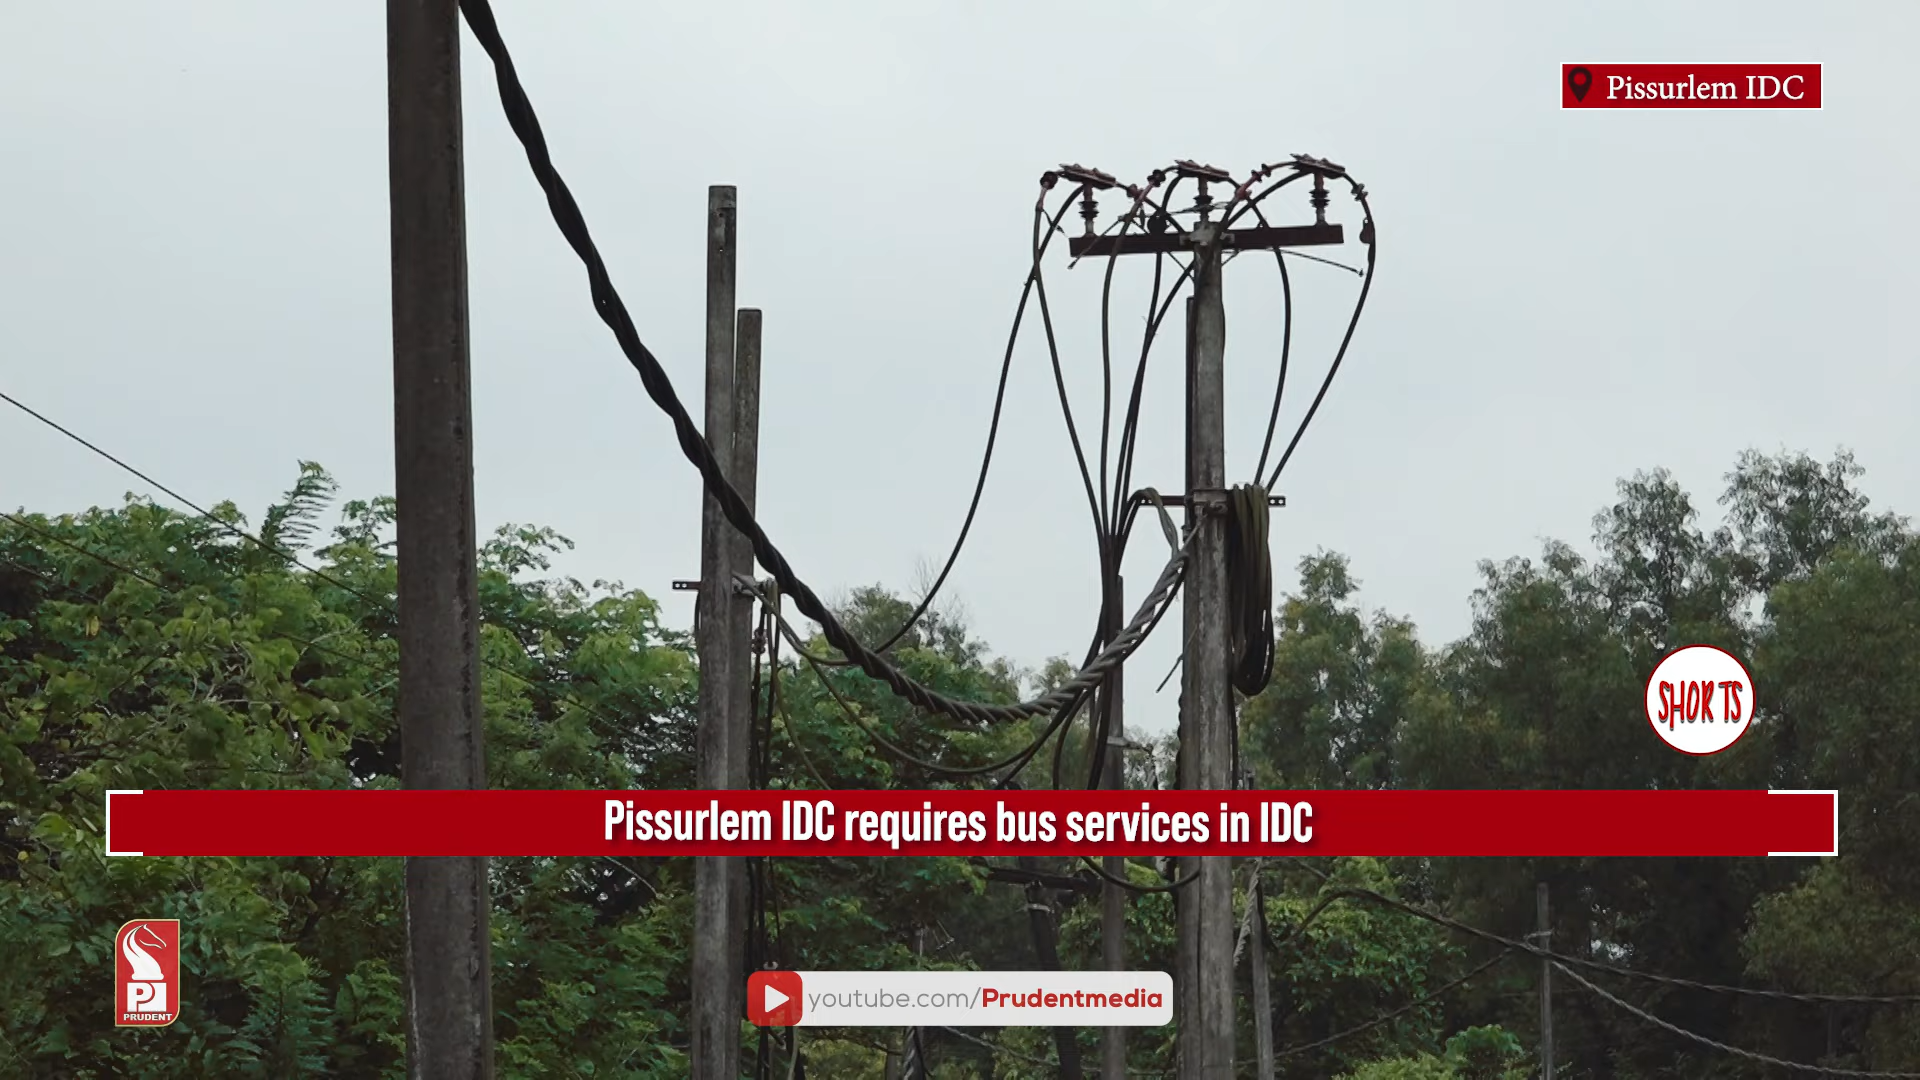 Pissurlem IDC
SHORTS
Pissurlem IDC requires bus services in IDC
P
PRUDENT
youtube.com/Prudentmedia